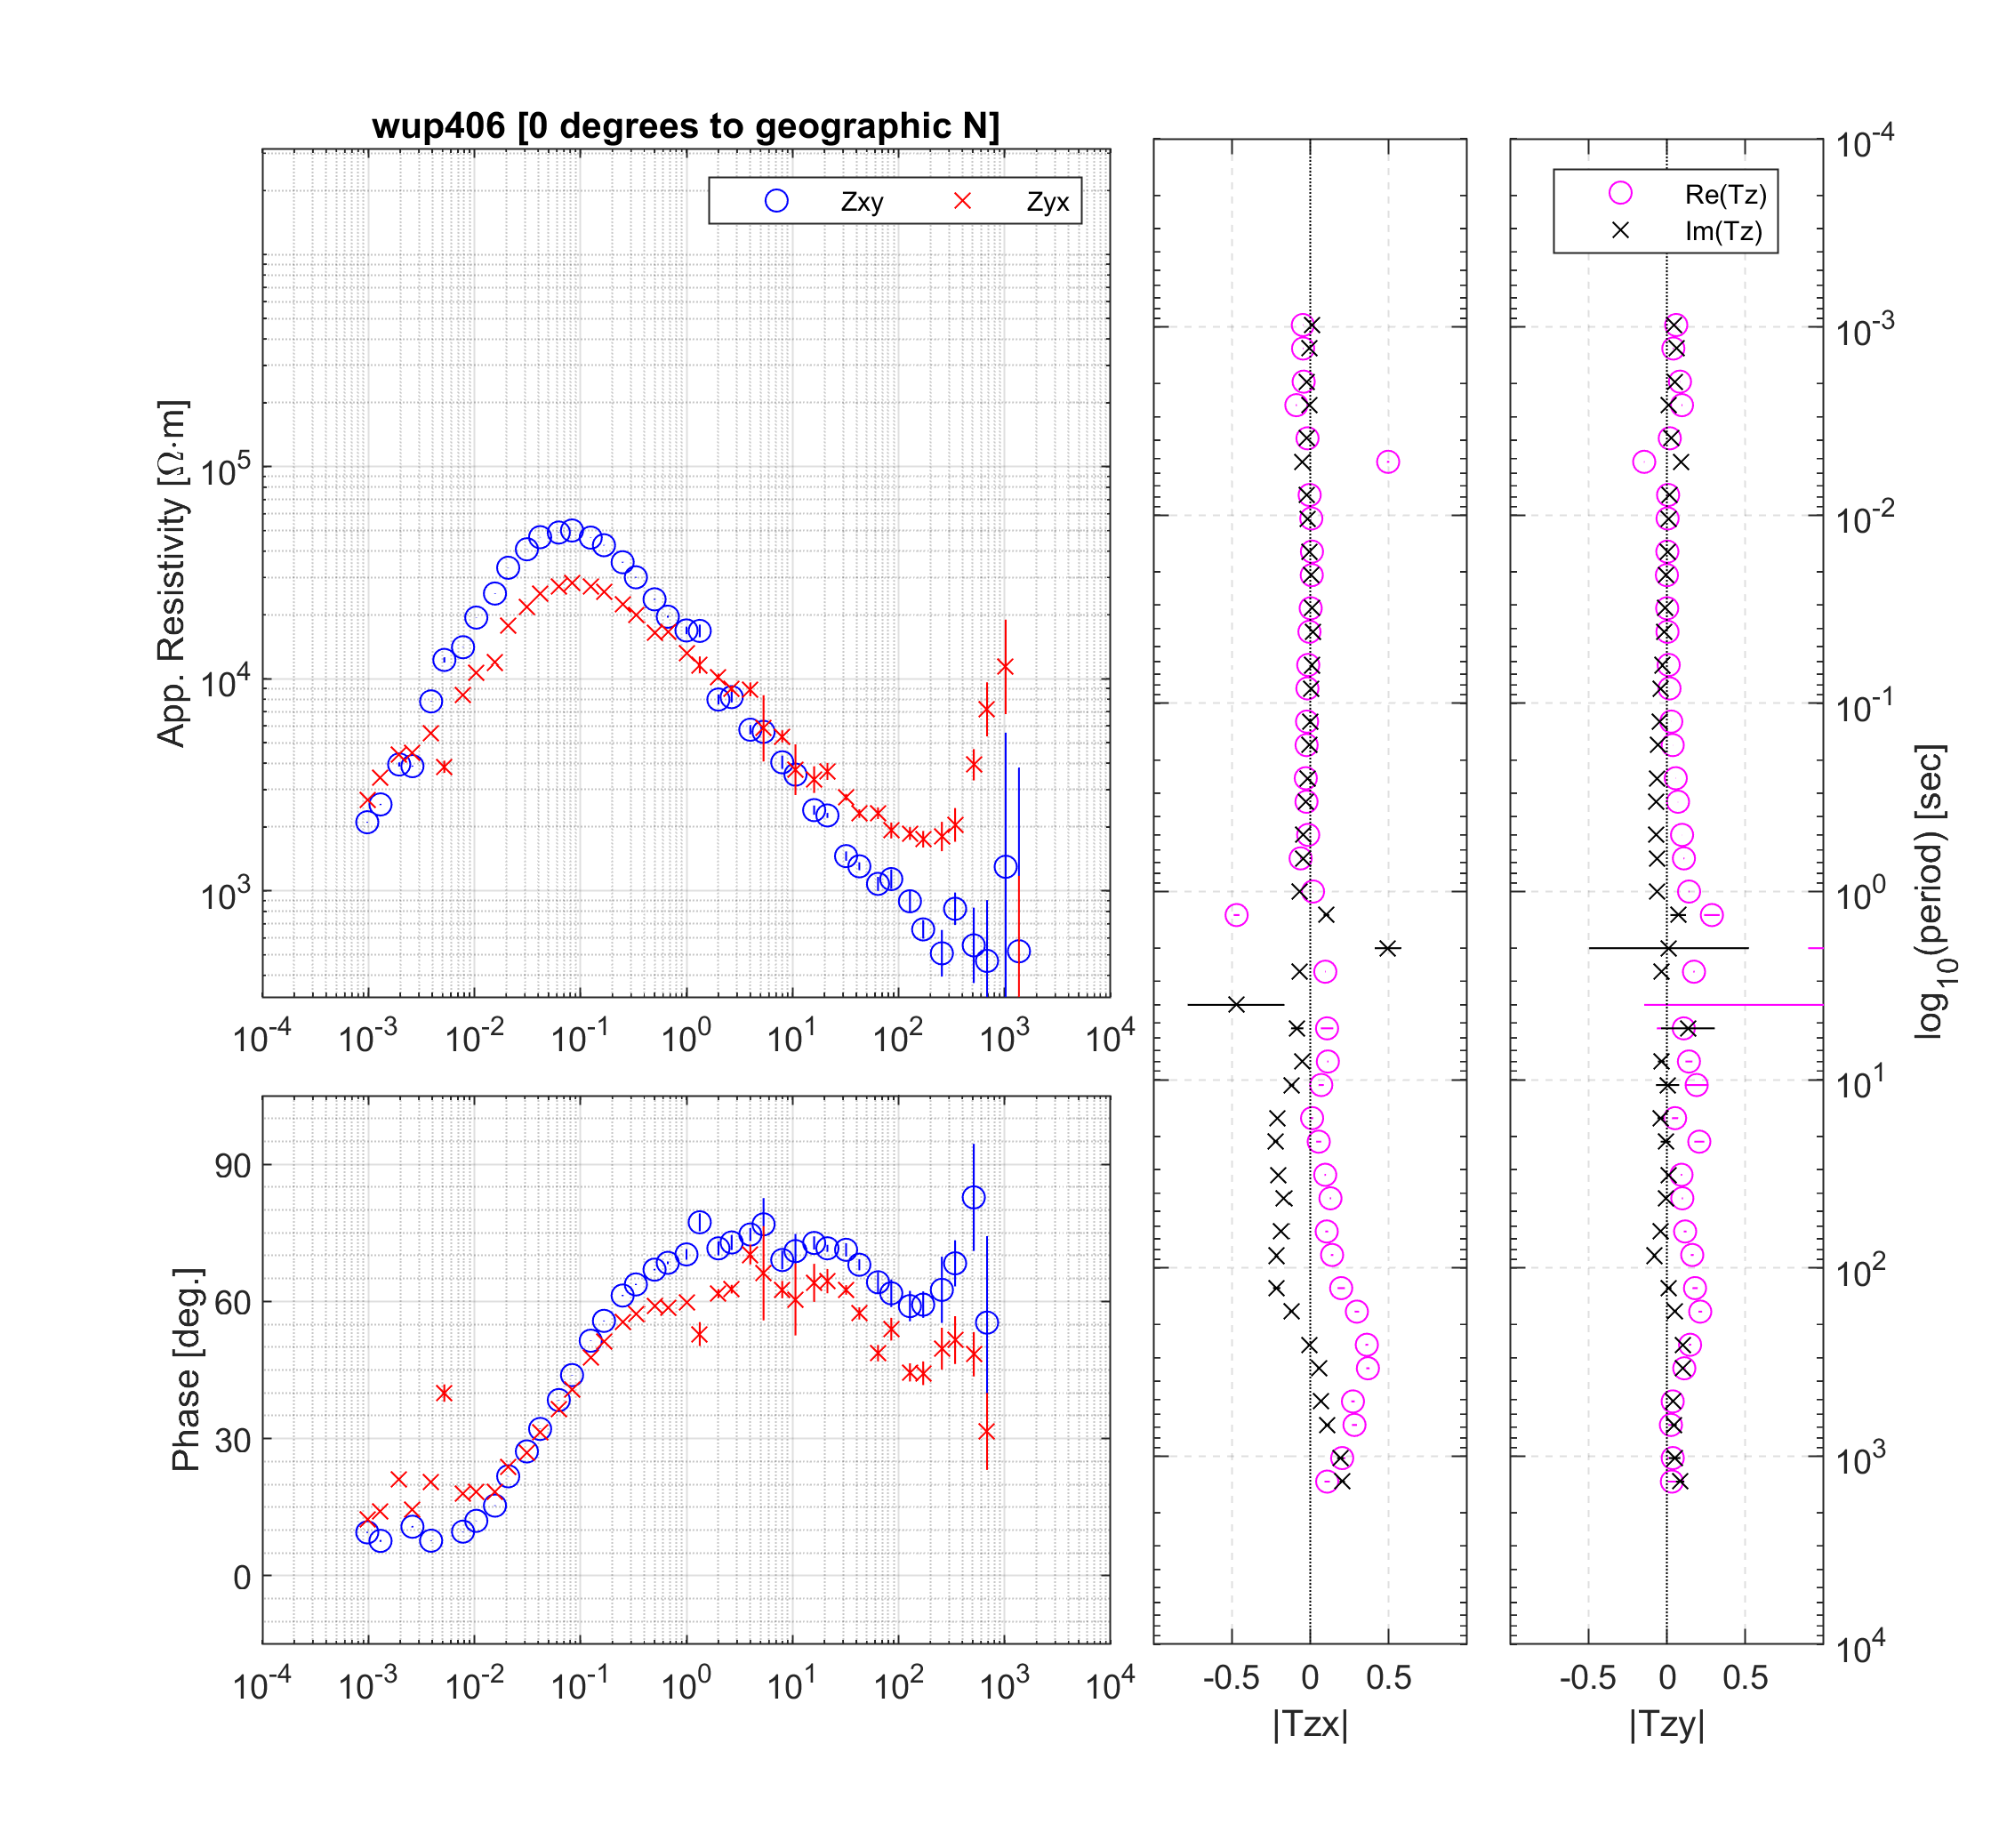 wup406 [0 degrees to geographic N]
Zxy Zyx
App. Resistivity [Ω·m]
10^5
10^4
10^3
10^-4 10^-3 10^-2 10^-1 10^0 10^1 10^2 10^3 10^4
Phase [deg.]
90
60
30
0
10^-4 10^-3 10^-2 10^-1 10^0 10^1 10^2 10^3 10^4
-0.5 0 0.5
|Tzx|
Re(Tz)
Im(Tz)
-0.5 0 0.5
|Tzy|
10^-4
10^-3
10^-2
10^-1
10^0
10^1
10^2
10^3
10^4
log10(period) [sec]